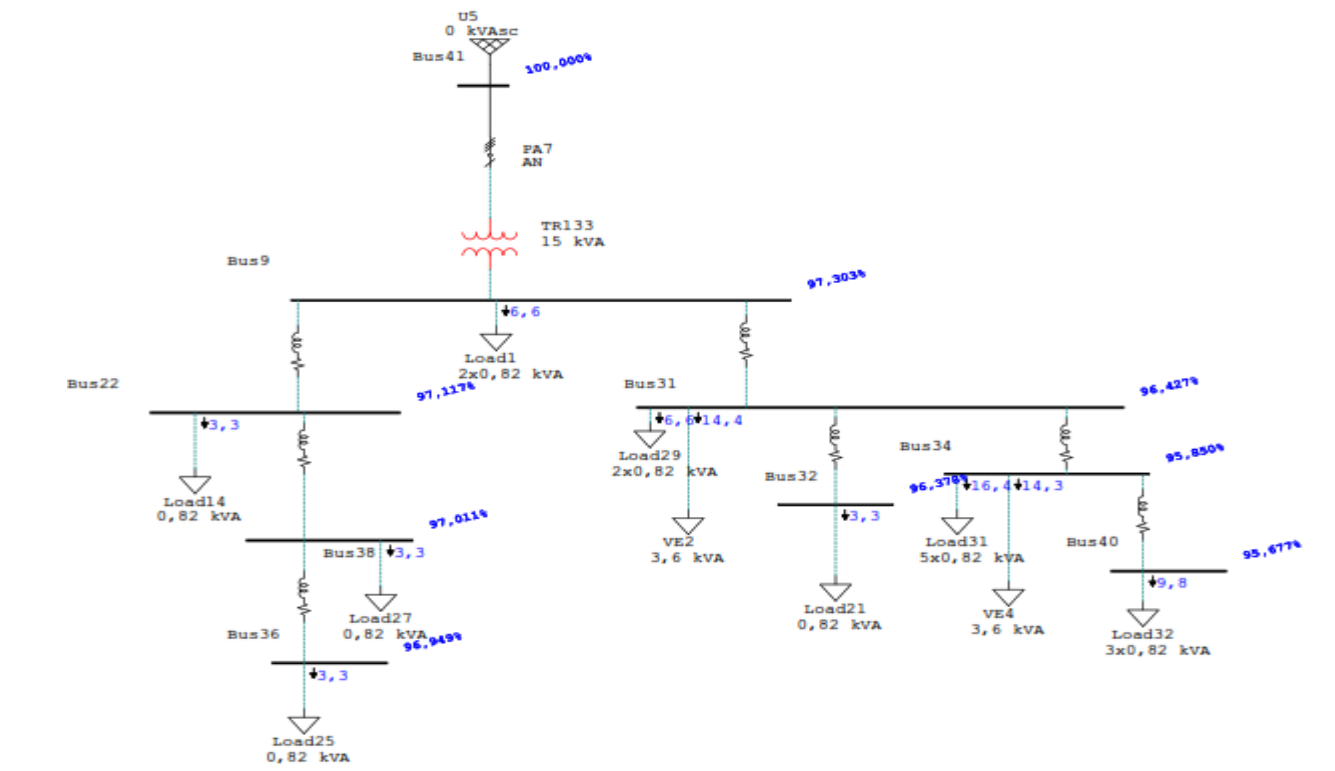 U5
0 kVAsc
Bus41
100,000%
PA7
AN
TR133
15 kVA
Bus9
97,303%
6,6
Load1
2x0,82 kVA
Bus22
97,117%
Bus31
96,427%
3,3
6,6
14,4
Load29
2x0,82 kVA
Bus34
95,850%
Load14
0,82 kVA
Bus32
96,378%
16,4
14,3
3,3
97,011%
Bus38
3,3
VE2
3,6 kVA
Load31
5x0,82 kVA
Bus40
95,677%
9,8
Load27
0,82 kVA
Load21
0,82 kVA
VE4
3,6 kVA
Load32
3x0,82 kVA
Bus36
96,949%
3,3
Load25
0,82 kVA